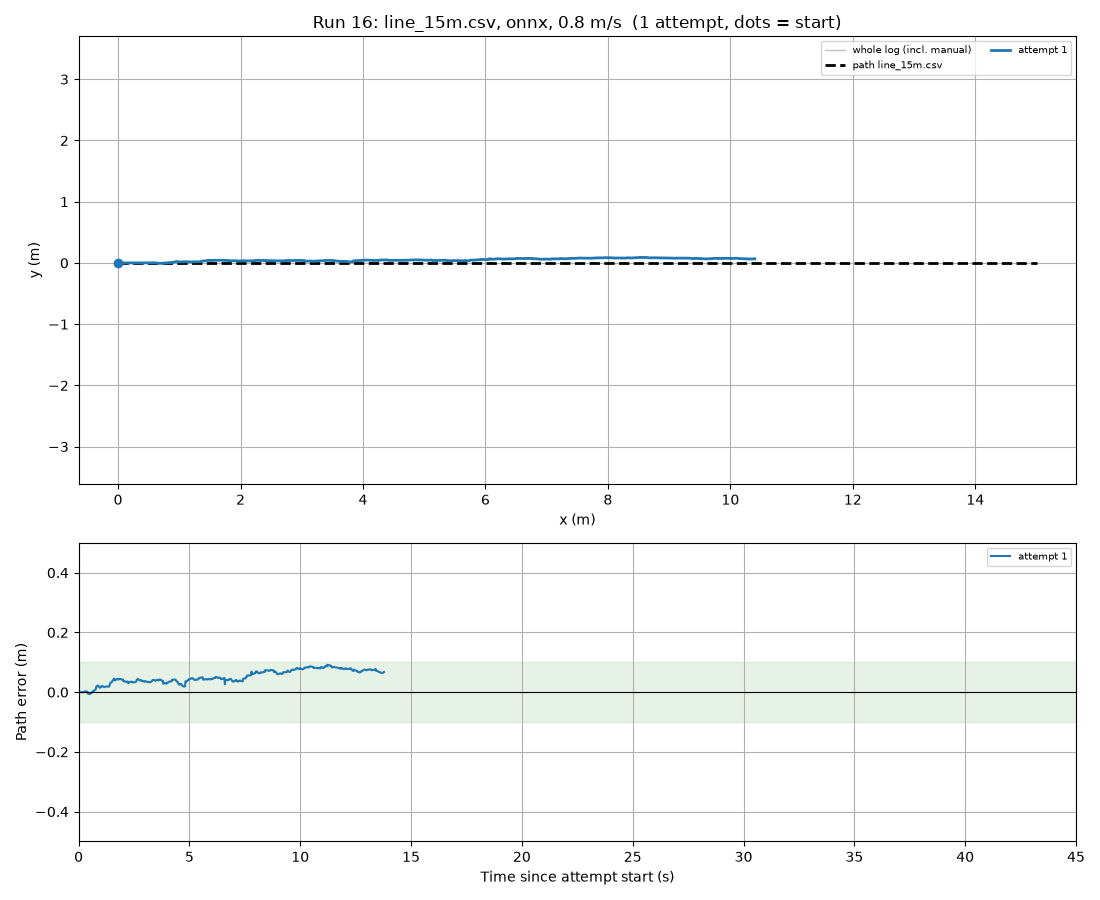 Run 16: line_15m.csv, onnx, 0.8 m/s  (1 attempt, dots = start)
whole log (incl. manual)
path line_15m.csv
attempt 1
3
2
1
0
−1
−2
−3
y (m)
0 2 4 6 8 10 12 14
x (m)
attempt 1
0.4
0.2
0.0
−0.2
−0.4
Path error (m)
0 5 10 15 20 25 30 35 40 45
Time since attempt start (s)